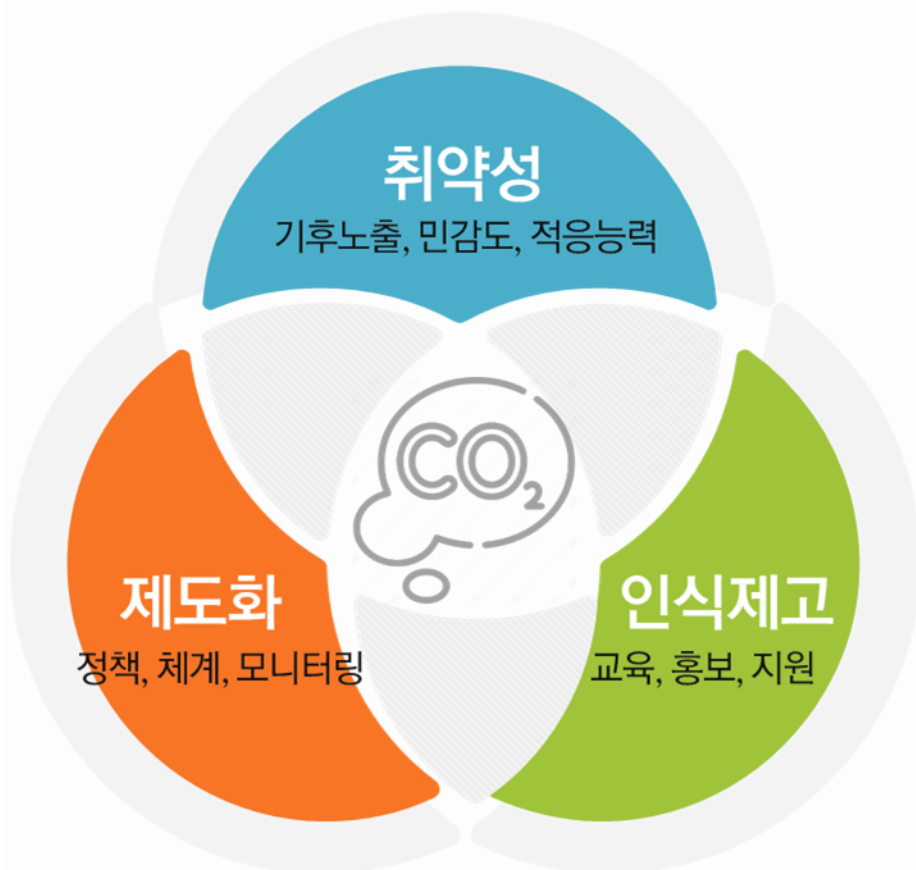 취약성
기후노출, 민감도, 적응능력
CO2
제도화
정책, 체계, 모니터링
인식제고
교육, 홍보, 지원